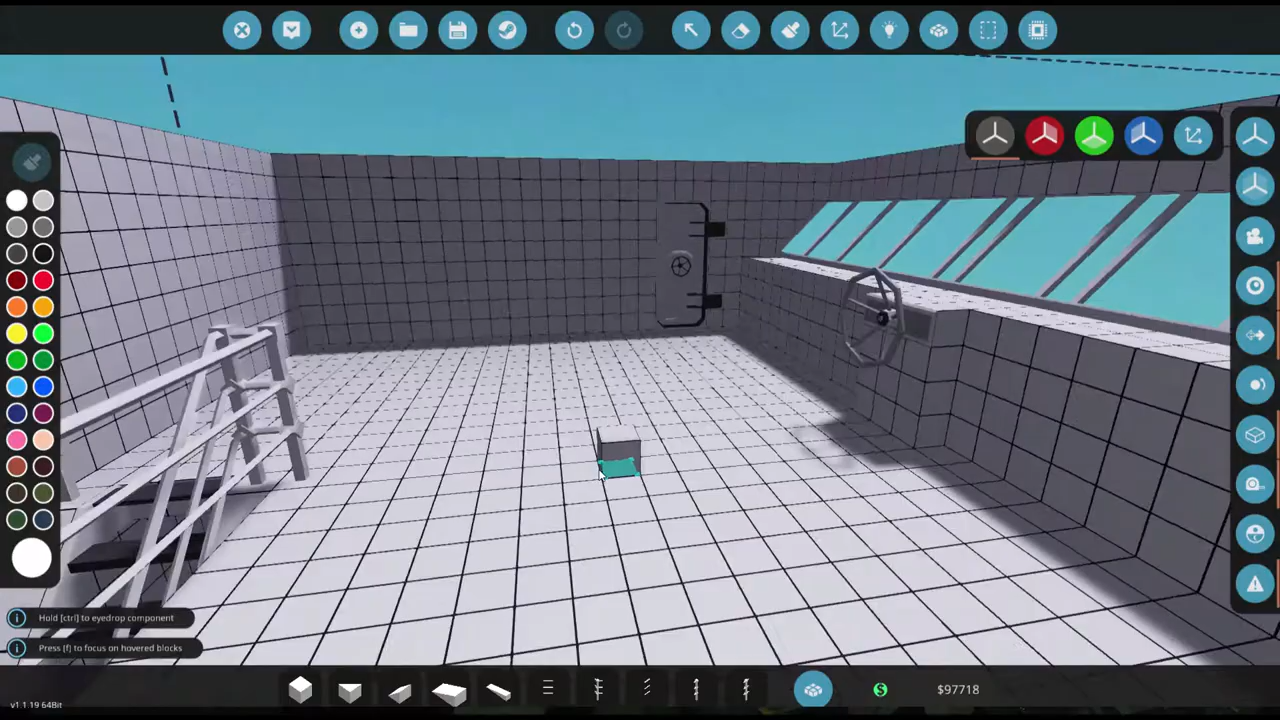 Hold [ctrl] to eyedrop component
Press [f] to focus on hovered blocks
$97718
v1.1.19 64Bit